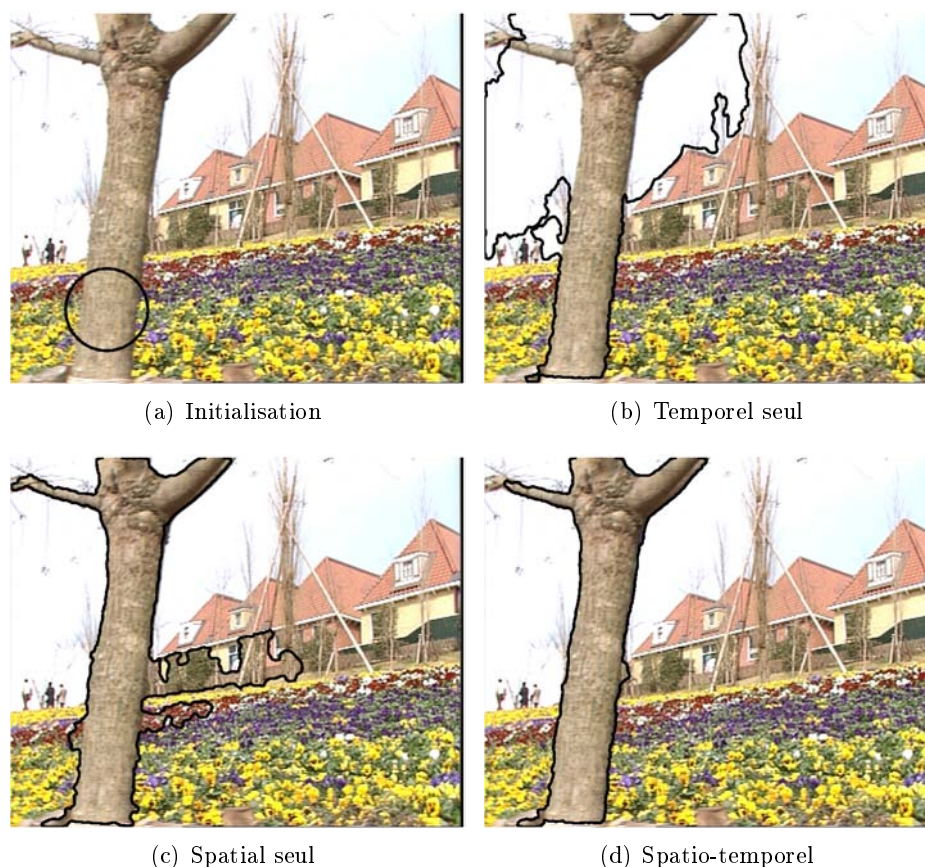 (a) Initialisation
(b) Temporel seul
(c) Spatial seul
(d) Spatio-temporel